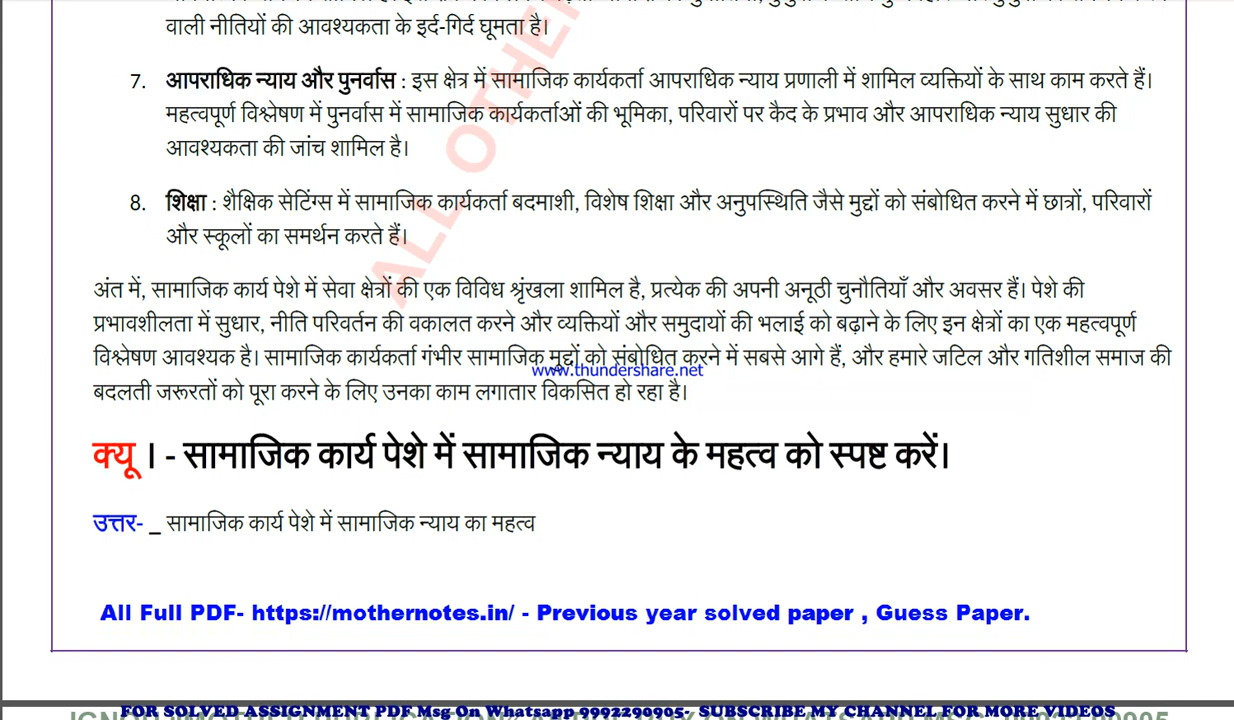 वाली नीतियों की आवश्यकता के इर्द-गिर्द घूमता है।
7. आपराधिक न्याय और पुनर्वास : इस क्षेत्र में सामाजिक कार्यकर्ता आपराधिक न्याय प्रणाली में शामिल व्यक्तियों के साथ काम करते हैं।
महत्वपूर्ण विश्लेषण में पुनर्वास में सामाजिक कार्यकर्ताओं की भूमिका, परिवारों पर कैद के प्रभाव और आपराधिक न्याय सुधार की
आवश्यकता की जांच शामिल है।
8. शिक्षा : शैक्षिक सेटिंग्स में सामाजिक कार्यकर्ता बदमाशी, विशेष शिक्षा और अनुपस्थिति जैसे मुद्दों को संबोधित करने में छात्रों, परिवारों
और स्कूलों का समर्थन करते हैं।
ALL OTHER
अंत में, सामाजिक कार्य पेशे में सेवा क्षेत्रों की एक विविध श्रृंखला शामिल है, प्रत्येक की अपनी अनूठी चुनौतियाँ और अवसर हैं। पेशे की
प्रभावशीलता में सुधार, नीति परिवर्तन की वकालत करने और व्यक्तियों और समुदायों की भलाई को बढ़ाने के लिए इन क्षेत्रों का एक महत्वपूर्ण
विश्लेषण आवश्यक है। सामाजिक कार्यकर्ता गंभीर सामाजिक मुद्दों को संबोधित करने में सबसे आगे हैं, और हमारे जटिल और गतिशील समाज की
www.thundershare.net
बदलती जरूरतों को पूरा करने के लिए उनका काम लगातार विकसित हो रहा है।
क्यू । - सामाजिक कार्य पेशे में सामाजिक न्याय के महत्व को स्पष्ट करें।
उत्तर- _ सामाजिक कार्य पेशे में सामाजिक न्याय का महत्व
All Full PDF- https://mothernotes.in/ - Previous year solved paper , Guess Paper.
FOR SOLVED ASSIGNMENT PDF Msg On Whatsapp 9992290905- SUBSCRIBE MY CHANNEL FOR MORE VIDEOS